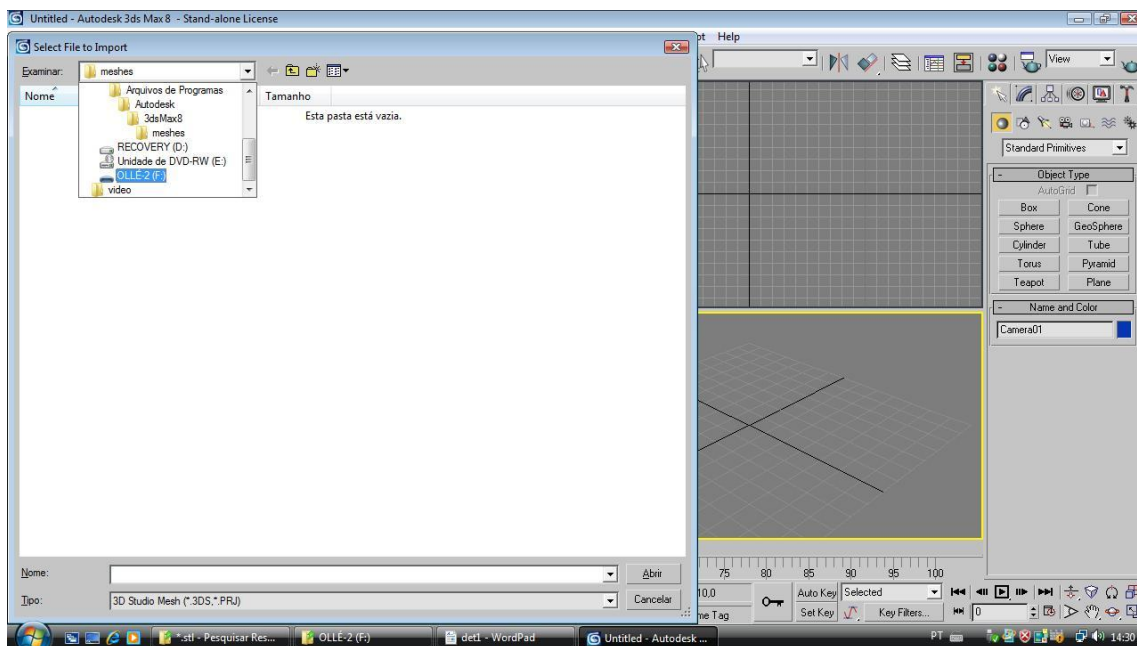 Untitled - Autodesk 3ds Max 8 - Stand-alone License
Select File to Import
Help
Examinar: meshes
View
Nome Tamanho
Arquivos de Programas
Autodesk
3dsMax8
meshes
RECOVERY (D:)
Unidade de DVD-RW (E:)
OLLÉ-2 (F:)
video
Esta pasta está vazia.
Standard Primitives
- Object Type
AutoGrid
Box Cone
Sphere GeoSphere
Cylinder Tube
Torus Pyramid
Teapot Plane
- Name and Color
Camera01
Nome: Abrir
Tipo: 3D Studio Mesh (*.3DS,*.PRJ) Cancelar
75 80 85 90 95 100
10,0 Auto Key Selected
Tag Set Key Key Filters... 0
*.stl - Pesquisar Res... OLLÉ-2 (F:) det1 - WordPad Untitled - Autodesk ... PT 14:30